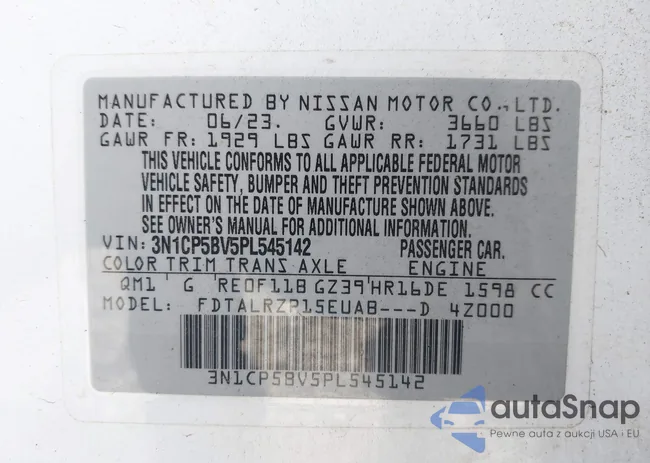 MANUFACTURED BY NISSAN MOTOR CO., LTD.
DATE: 06/23. GVWR: 3660 LBS
GAWR FR: 1929 LBS GAWR RR: 1731 LBS
THIS VEHICLE CONFORMS TO ALL APPLICABLE FEDERAL MOTOR
VEHICLE SAFETY, BUMPER AND THEFT PREVENTION STANDARDS
IN EFFECT ON THE DATE OF MANUFACTURE SHOWN ABOVE.
SEE OWNER'S MANUAL FOR ADDITIONAL INFORMATION.
VIN: 3N1CP5BV5PL545142 PASSENGER CAR.
COLOR TRIM TRANS AXLE ENGINE
QM1 G RE0F11B GZ39 HR16DE 1598 CC
MODEL: FDTALRZP15EUAB---D 4Z000
3N1CP5BV5PL545142
autaSnap
Pewne auta z aukcji USA i EU